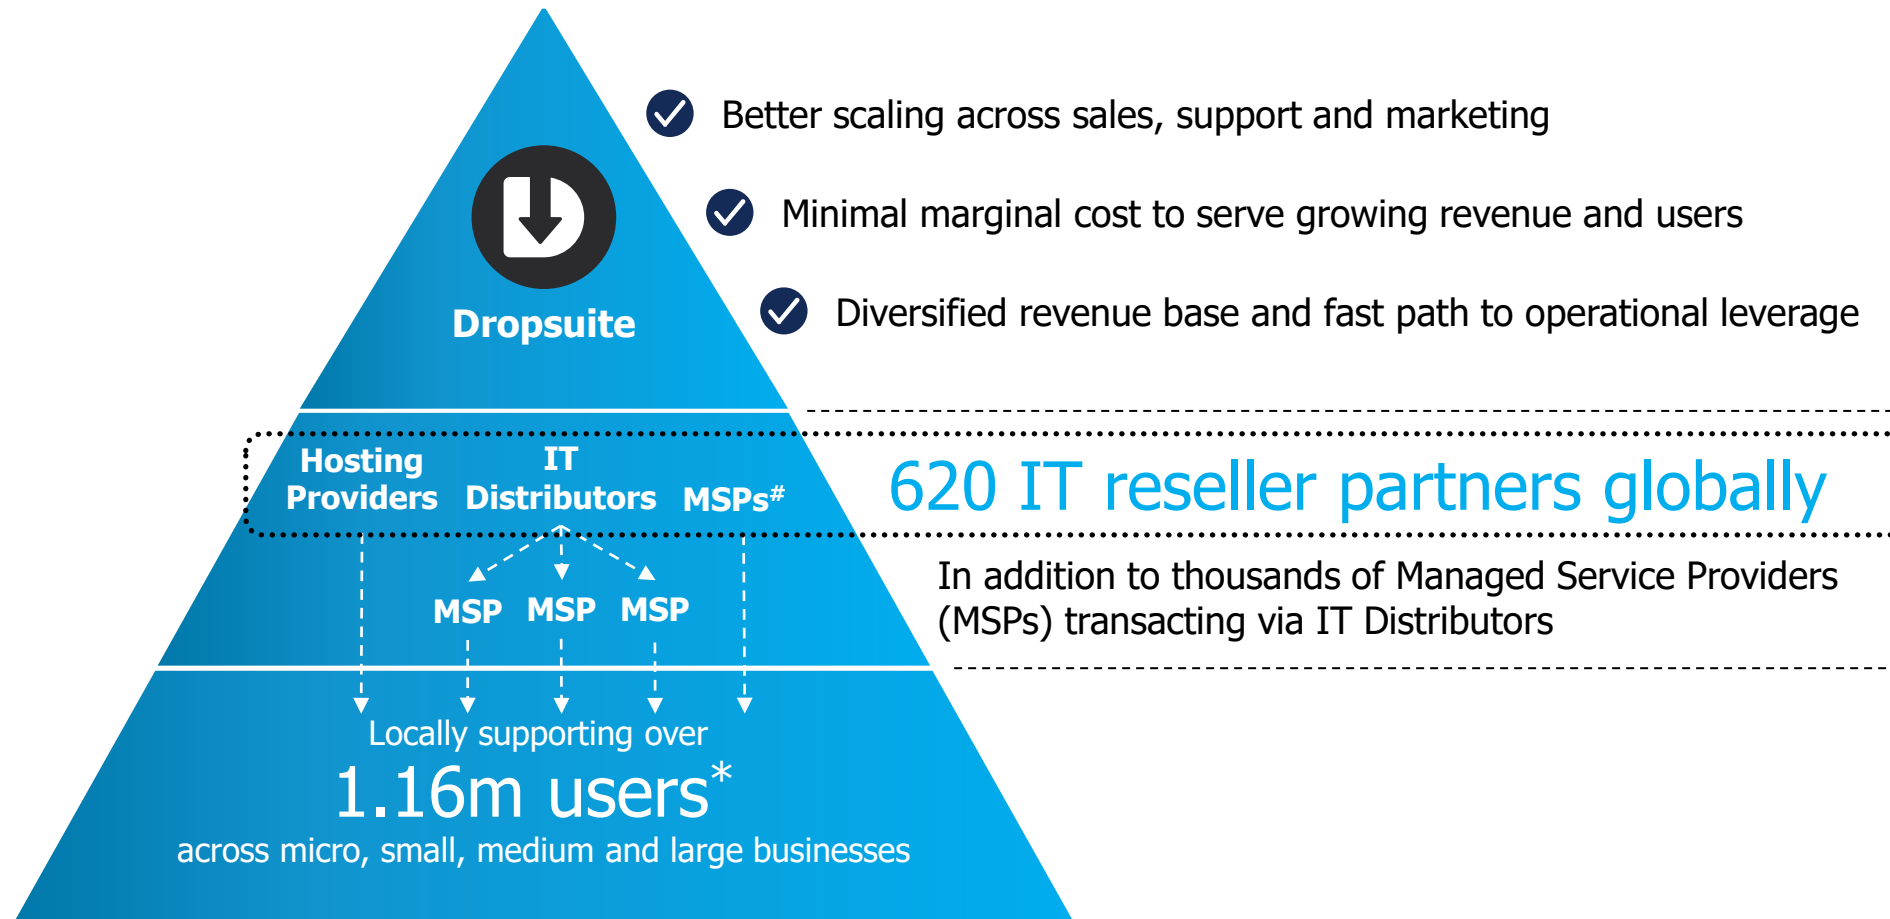 Better scaling across sales, support and marketing
Minimal marginal cost to serve growing revenue and users
Diversified revenue base and fast path to operational leverage
Dropsuite
Hosting
Providers
IT
Distributors
MSPs#
620 IT reseller partners globally
MSP MSP MSP
In addition to thousands of Managed Service Providers
(MSPs) transacting via IT Distributors
Locally supporting over
1.16m users*
across micro, small, medium and large businesses